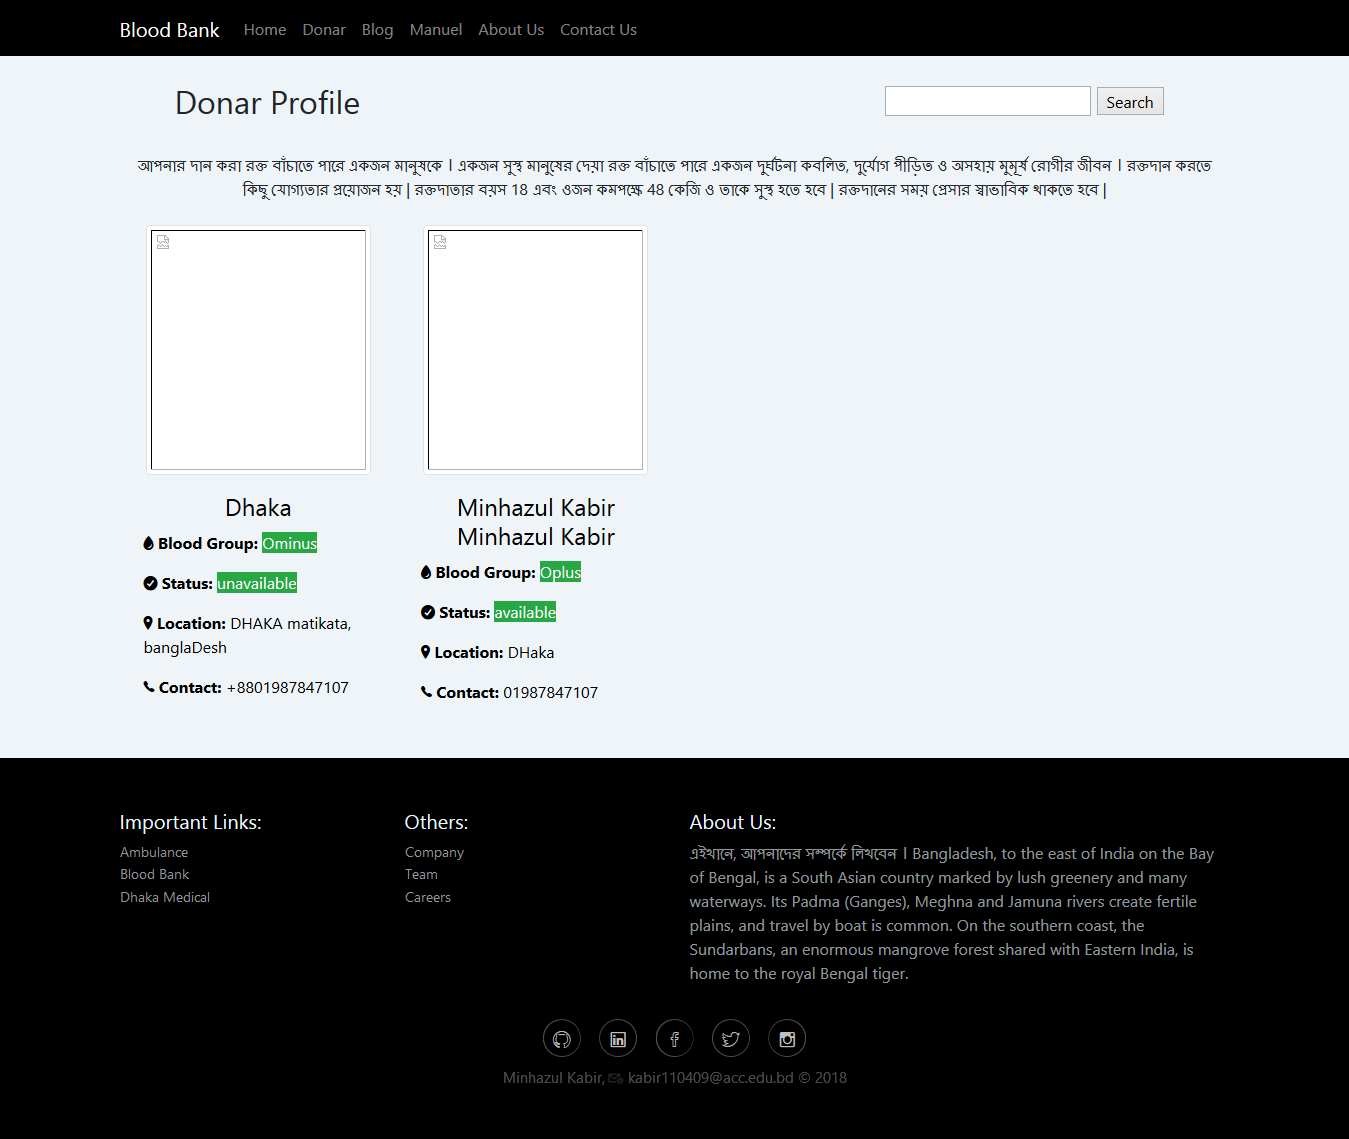 Blood Bank Home Donar Blog Manuel About Us Contact Us
Donar Profile
Search
আপনার দান করা রক্ত বাঁচাতে পারে একজন মানুষকে । একজন সুস্থ মানুষের দেয়া রক্ত বাঁচাতে পারে একজন দুর্ঘটনা কবলিত, দুর্যোগ পীড়িত ও অসহায় মুমূর্ষ রোগীর জীবন । রক্তদান করতে
কিছু যোগ্যতার প্রয়োজন হয় | রক্তদাতার বয়স 18 এবং ওজন কমপক্ষে 48 কেজি ও তাকে সুস্থ হতে হবে | রক্তদানের সময় প্রেসার স্বাভাবিক থাকতে হবে |
Dhaka
Blood Group: Ominus
Status: unavailable
Location: DHAKA matikata,
banglaDesh
Contact: +8801987847107
Minhazul Kabir
Minhazul Kabir
Blood Group: Oplus
Status: available
Location: DHaka
Contact: 01987847107
Important Links:
Ambulance
Blood Bank
Dhaka Medical
Others:
Company
Team
Careers
About Us:
এইখানে, আপনাদের সম্পর্কে লিখবেন । Bangladesh, to the east of India on the Bay
of Bengal, is a South Asian country marked by lush greenery and many
waterways. Its Padma (Ganges), Meghna and Jamuna rivers create fertile
plains, and travel by boat is common. On the southern coast, the
Sundarbans, an enormous mangrove forest shared with Eastern India, is
home to the royal Bengal tiger.
Minhazul Kabir, kabir110409@acc.edu.bd © 2018